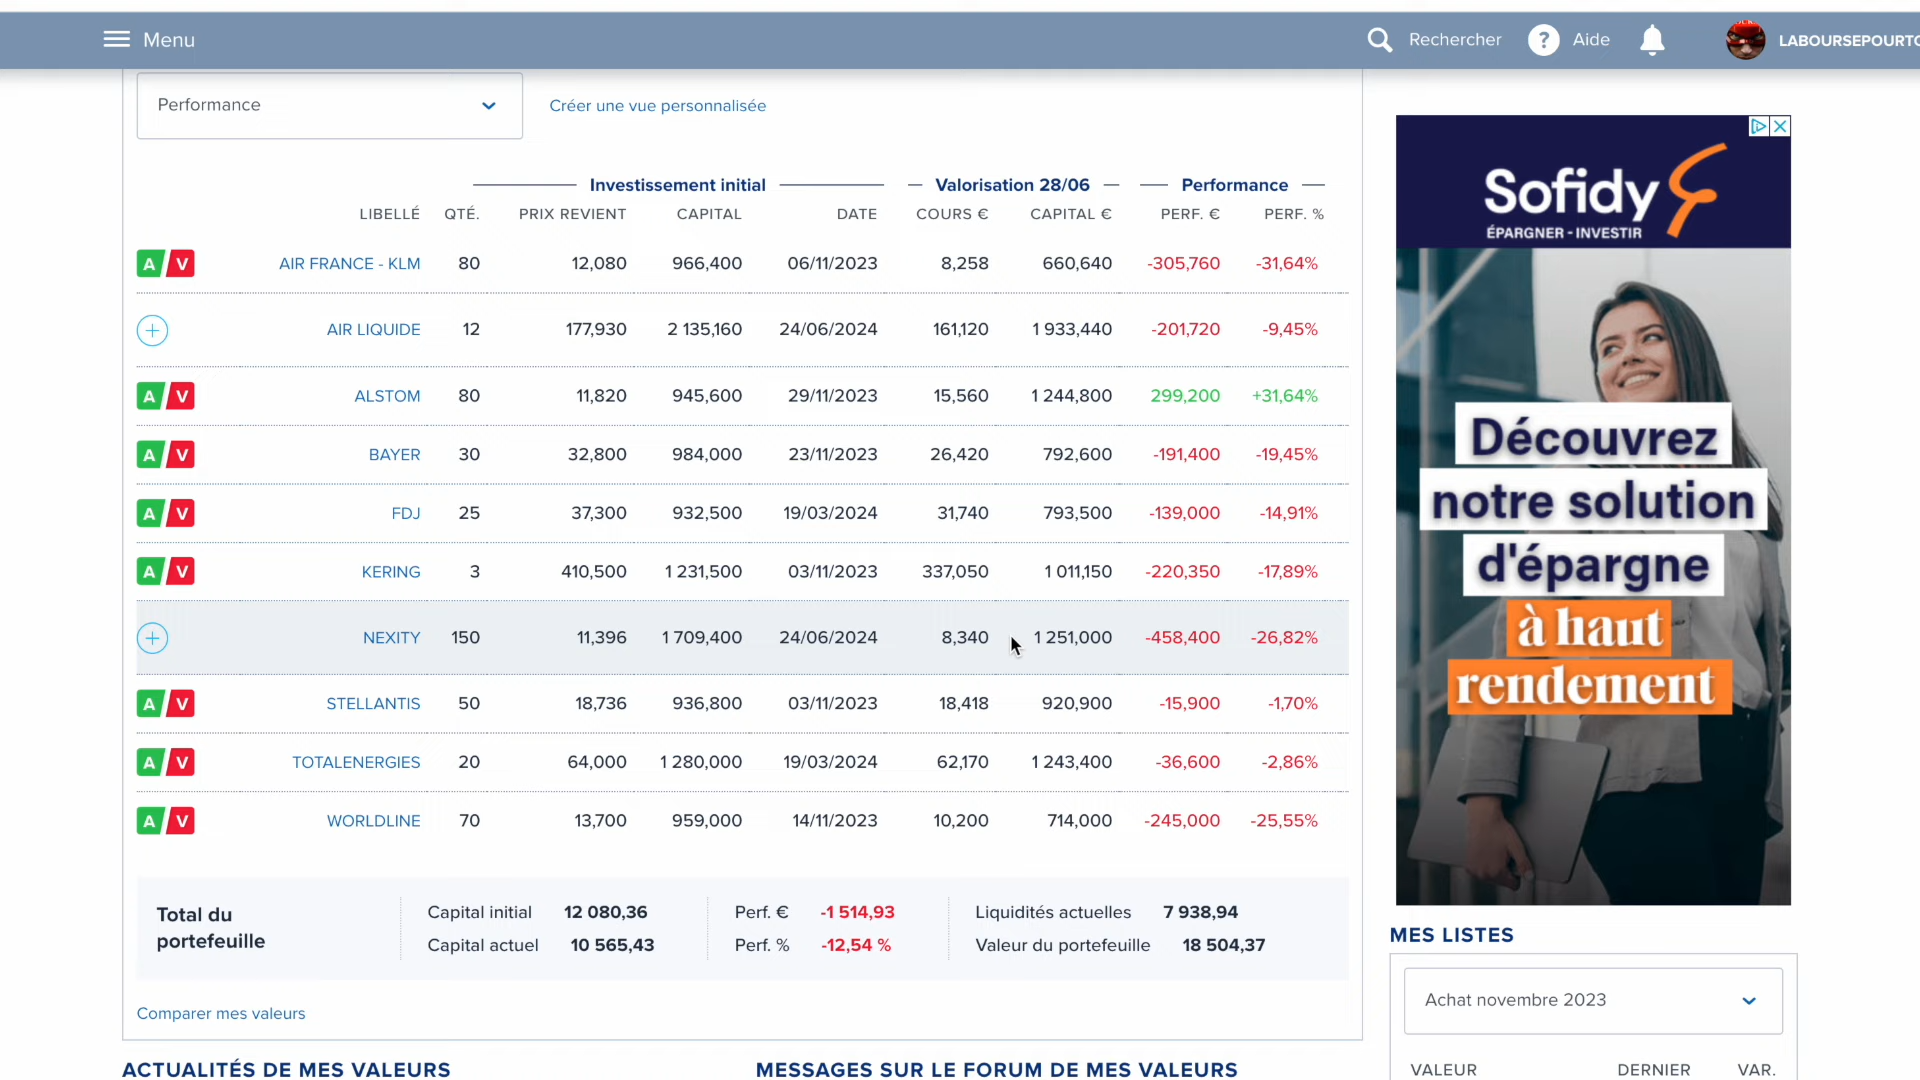 Menu
Rechercher
? Aide
LABOURSEPOURTO
Performance
Créer une vue personnalisée
Investissement initial Valorisation 28/06 Performance
LIBELLÉ QTÉ. PRIX REVIENT CAPITAL DATE COURS € CAPITAL € PERF. € PERF. %
A V AIR FRANCE - KLM 80 12,080 966,400 06/11/2023 8,258 660,640 -305,760 -31,64%
AIR LIQUIDE 12 177,930 2 135,160 24/06/2024 161,120 1 933,440 -201,720 -9,45%
A V ALSTOM 80 11,820 945,600 29/11/2023 15,560 1 244,800 299,200 +31,64%
A V BAYER 30 32,800 984,000 23/11/2023 26,420 792,600 -191,400 -19,45%
A V FDJ 25 37,300 932,500 19/03/2024 31,740 793,500 -139,000 -14,91%
A V KERING 3 410,500 1 231,500 03/11/2023 337,050 1 011,150 -220,350 -17,89%
NEXITY 150 11,396 1 709,400 24/06/2024 8,340 1 251,000 -458,400 -26,82%
A V STELLANTIS 50 18,736 936,800 03/11/2023 18,418 920,900 -15,900 -1,70%
A V TOTALENERGIES 20 64,000 1 280,000 19/03/2024 62,170 1 243,400 -36,600 -2,86%
A V WORLDLINE 70 13,700 959,000 14/11/2023 10,200 714,000 -245,000 -25,55%
Total du
portefeuille
Capital initial 12 080,36
Capital actuel 10 565,43
Perf. € -1 514,93
Perf. % -12,54 %
Liquidités actuelles 7 938,94
Valeur du portefeuille 18 504,37
Comparer mes valeurs
ACTUALITÉS DE MES VALEURS
MESSAGES SUR LE FORUM DE MES VALEURS
Sofidy
ÉPARGNER - INVESTIR
Découvrez
notre solution
d'épargne
à haut
rendement
MES LISTES
Achat novembre 2023
VALEUR DERNIER VAR.